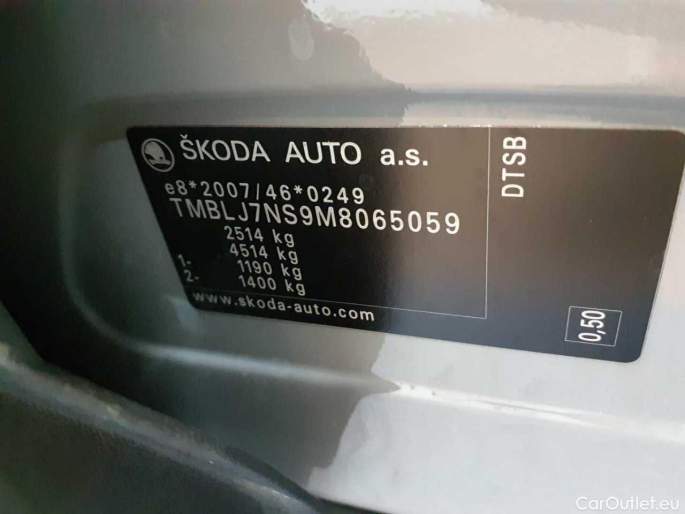 ŠKODA AUTO a.s.
e8*2007/46*0249
TMBLJ7NS9M8065059
2514 kg
4514 kg
1- 1190 kg
2- 1400 kg
www.skoda-auto.com
DTSB
0,50
CarOutlet.eu